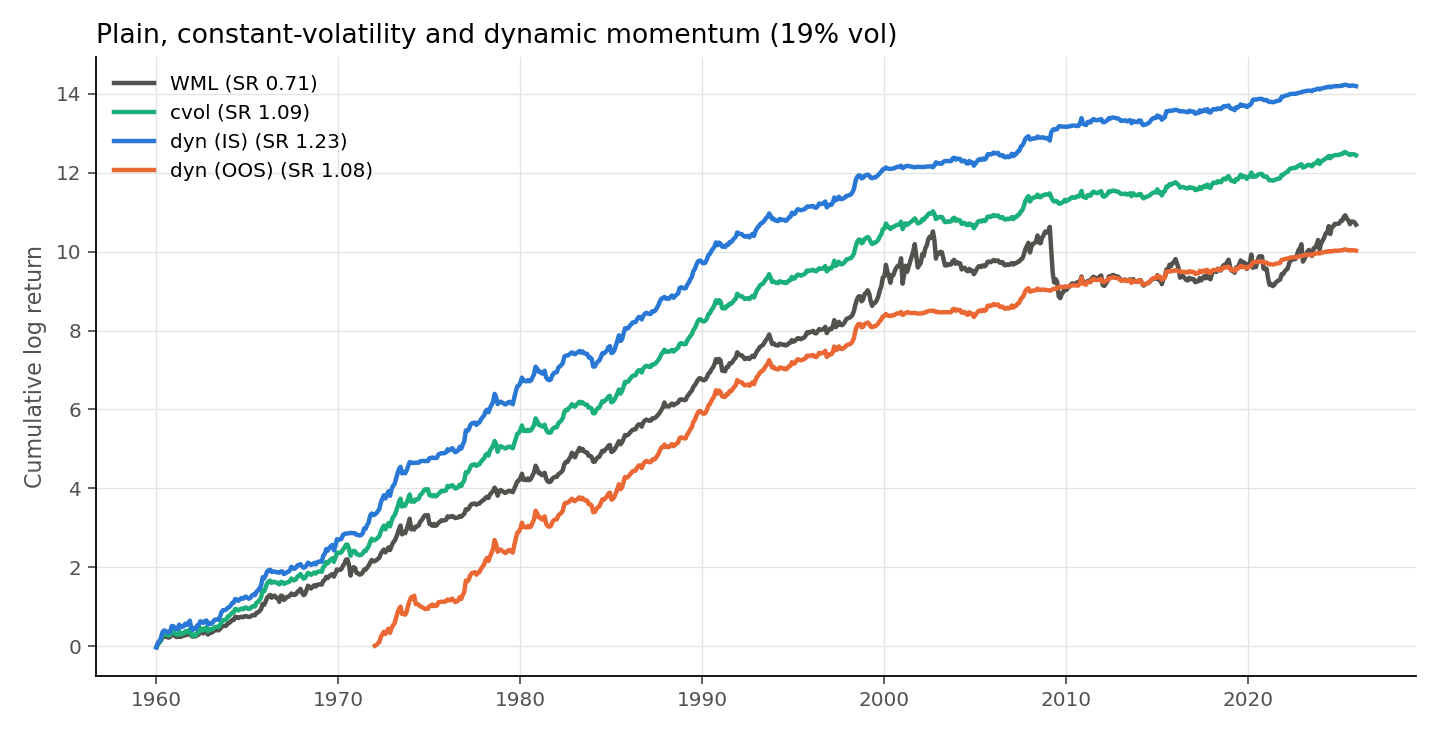 Plain, constant-volatility and dynamic momentum (19% vol)
WML (SR 0.71)
cvol (SR 1.09)
dyn (IS) (SR 1.23)
dyn (OOS) (SR 1.08)
Cumulative log return
14
12
10
8
6
4
2
0
1960 1970 1980 1990 2000 2010 2020